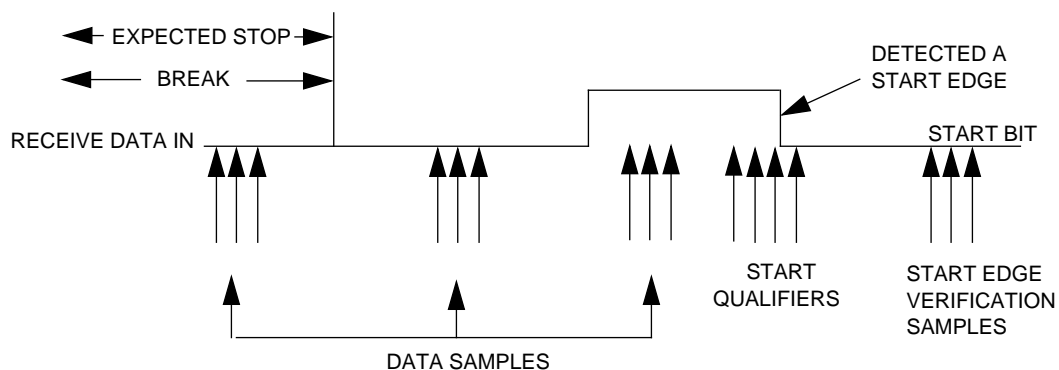 EXPECTED STOP
BREAK
DETECTED A
START EDGE
RECEIVE DATA IN
START BIT
START
QUALIFIERS
START EDGE
VERIFICATION
SAMPLES
DATA SAMPLES